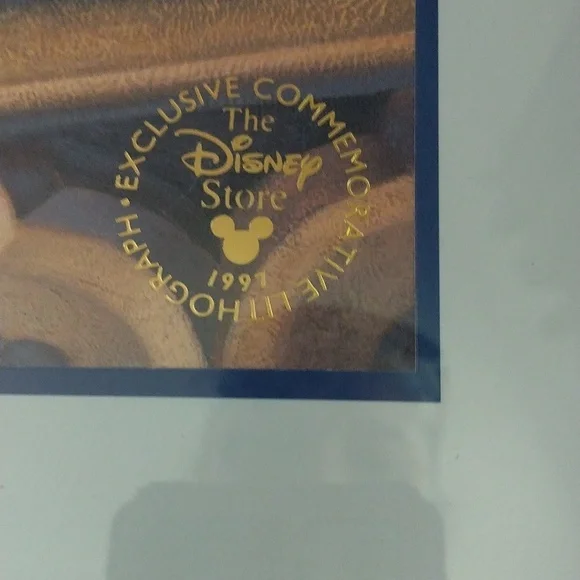 EXCLUSIVE COMMEMORATIVE LITHOGRAPH •
The
Disney
Store
1997